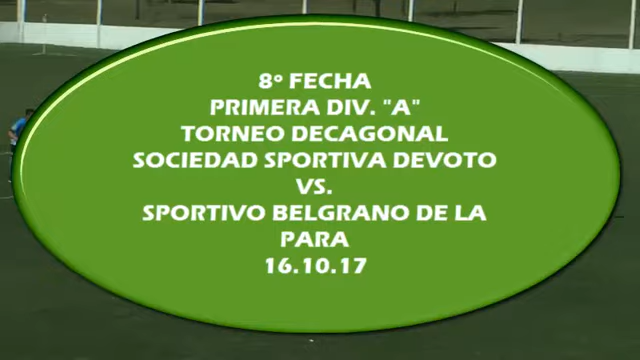 8º FECHA
PRIMERA DIV. "A"
TORNEO DECAGONAL
SOCIEDAD SPORTIVA DEVOTO
VS.
SPORTIVO BELGRANO DE LA
PARA
16.10.17